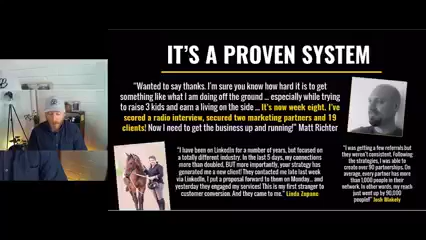 IT'S A PROVEN SYSTEM
"Wanted to say thanks. I'm sure you know how hard it is to get
something like what I am doing off the ground ... especially while trying
to raise 3 kids and earn a living on the side ... It's now week eight. I've
scored a radio interview, secured two marketing partners and 19
clients! Now I need to get the business up and running!" Matt Richter
"I have been on LinkedIn for a number of years, but focused on
a totally different industry. In the last 5 days, my connections
more than doubled. BUT more importantly, your strategy has
generated me a new client! They contacted me late last week
via LinkedIn, I put a proposal forward to them on Monday... and
yesterday they engaged my services! This is my first stranger to
customer conversion. And they came to me." Linda Zupanc
"I was getting a few referrals but
they weren't consistent. Following
the strategies, I was able to
create over 90 partnerships. On
average, every partner has more
than 1,000 people in their
network. In other words, my reach
just went up by 90,000
people!" Josh Blakely